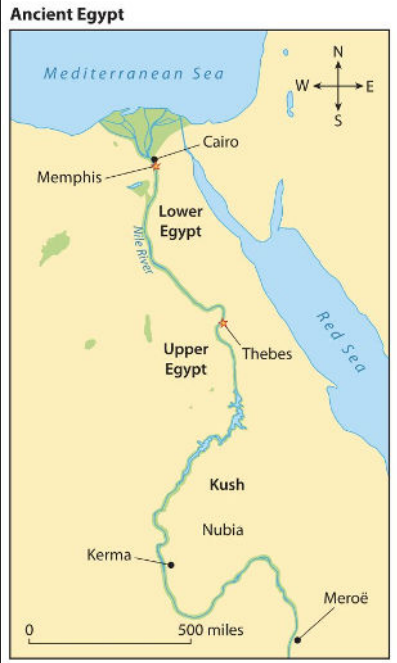 Ancient Egypt
Mediterranean Sea
N
W
E
S
Cairo
Memphis
Lower
Egypt
Nile River
Red Sea
Thebes
Upper
Egypt
Kush
Nubia
Kerma
Meroë
0
500 miles